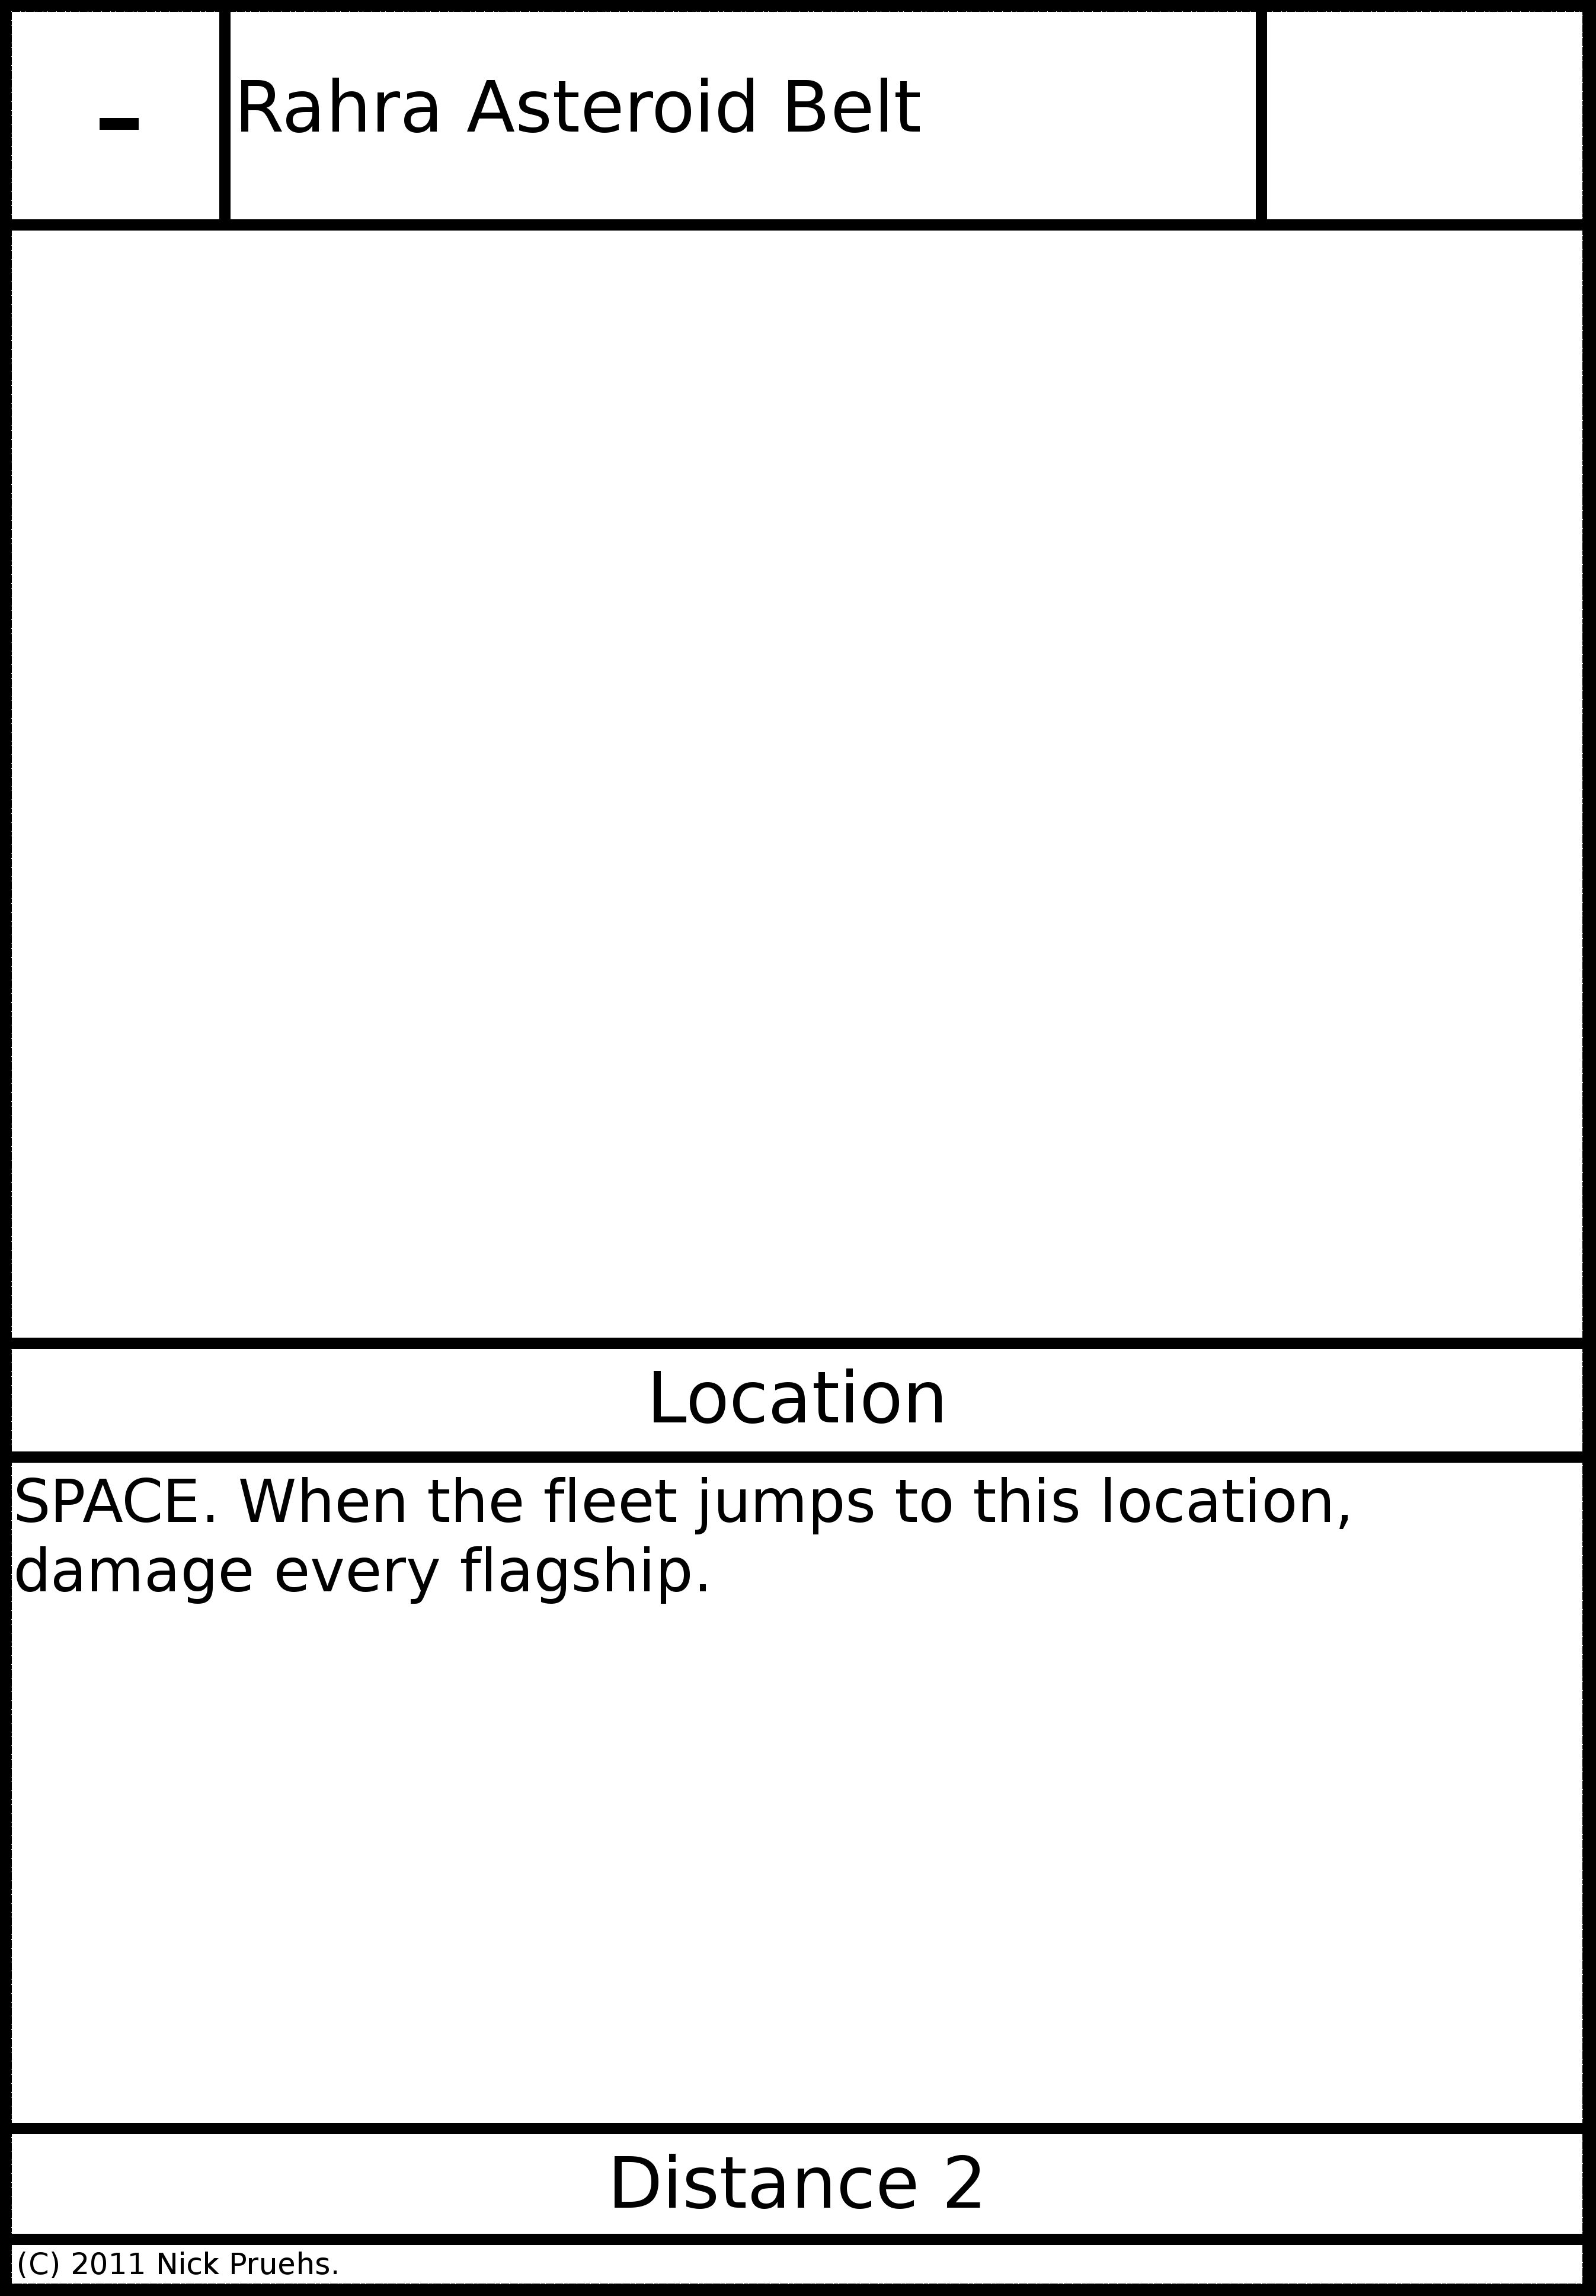 -
Rahra Asteroid Belt
Location
SPACE. When the fleet jumps to this location,
damage every flagship.
Distance 2
(C) 2011 Nick Pruehs.